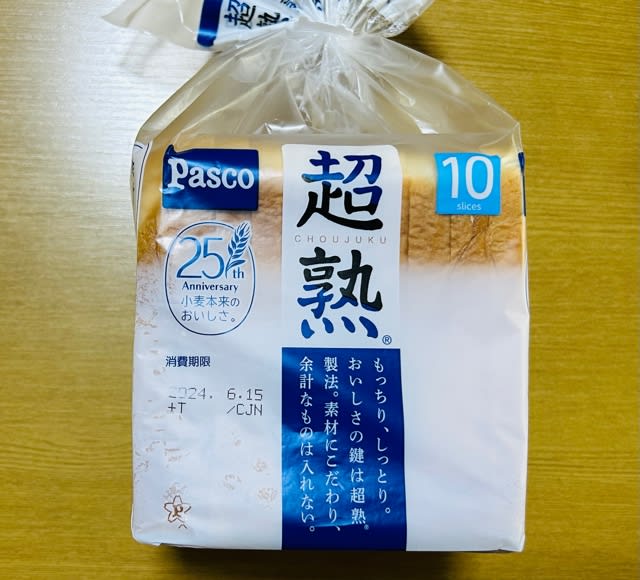 超熟
Pasco
超
CHOUJUKU
熟®
10
slices
25th
Anniversary
小麦本来の
おいしさ。
消費期限
2024. 6.15
+T /CJN
もっちり、しっとり。
おいしさの鍵は超熟®
製法。素材にこだわり、
余計なものは入れない。